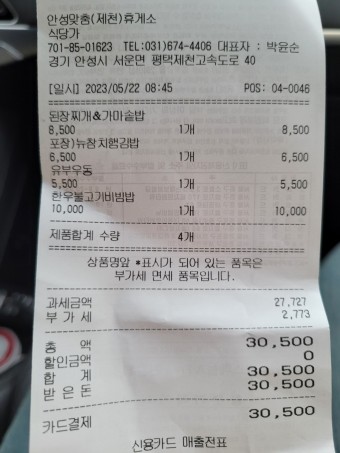 안성맞춤(제천)휴게소
식당가
701-85-01623 TEL:031)674-4406 대표자 : 박윤순
경기 안성시 서운면 평택제천고속도로 40
[일시] 2023/05/22 08:45 POS: 04-0046
된장찌개&가마솥밥
8,500 1개 8,500
포장)뉴참치햄김밥
6,500 1개 6,500
유부우동
5,500 1개 5,500
한우불고기비빔밥
10,000 1개 10,000
제품합계 수량 4개
상품명앞 *표시가 되어 있는 품목은
부가세 면세 품목입니다.
과세금액 27,727
부 가 세 2,773
총 액 30,500
할인금액 0
합 계 30,500
받 은 돈 30,500
카드결제 30,500
신용카드 매출전표